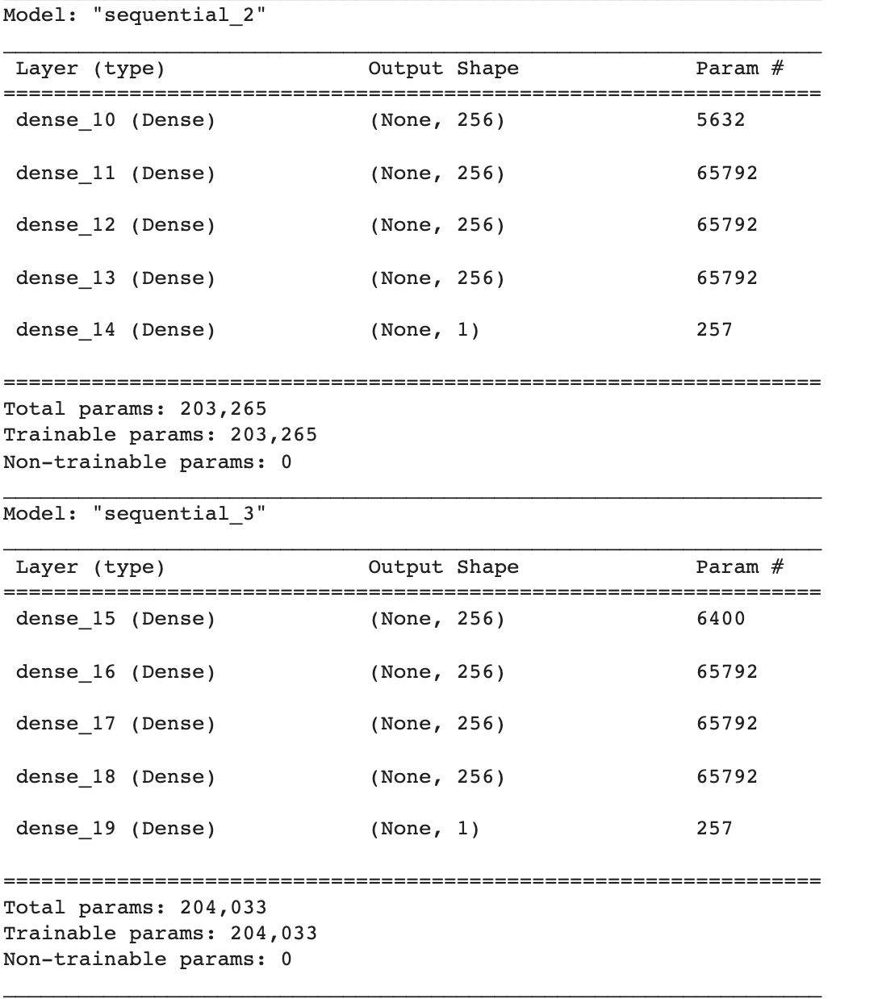 Model: "sequential_2"
Layer (type) Output Shape Param #
dense_10 (Dense) (None, 256) 5632
dense_11 (Dense) (None, 256) 65792
dense_12 (Dense) (None, 256) 65792
dense_13 (Dense) (None, 256) 65792
dense_14 (Dense) (None, 1) 257
Total params: 203,265
Trainable params: 203,265
Non-trainable params: 0
Model: "sequential_3"
Layer (type) Output Shape Param #
dense_15 (Dense) (None, 256) 6400
dense_16 (Dense) (None, 256) 65792
dense_17 (Dense) (None, 256) 65792
dense_18 (Dense) (None, 256) 65792
dense_19 (Dense) (None, 1) 257
Total params: 204,033
Trainable params: 204,033
Non-trainable params: 0